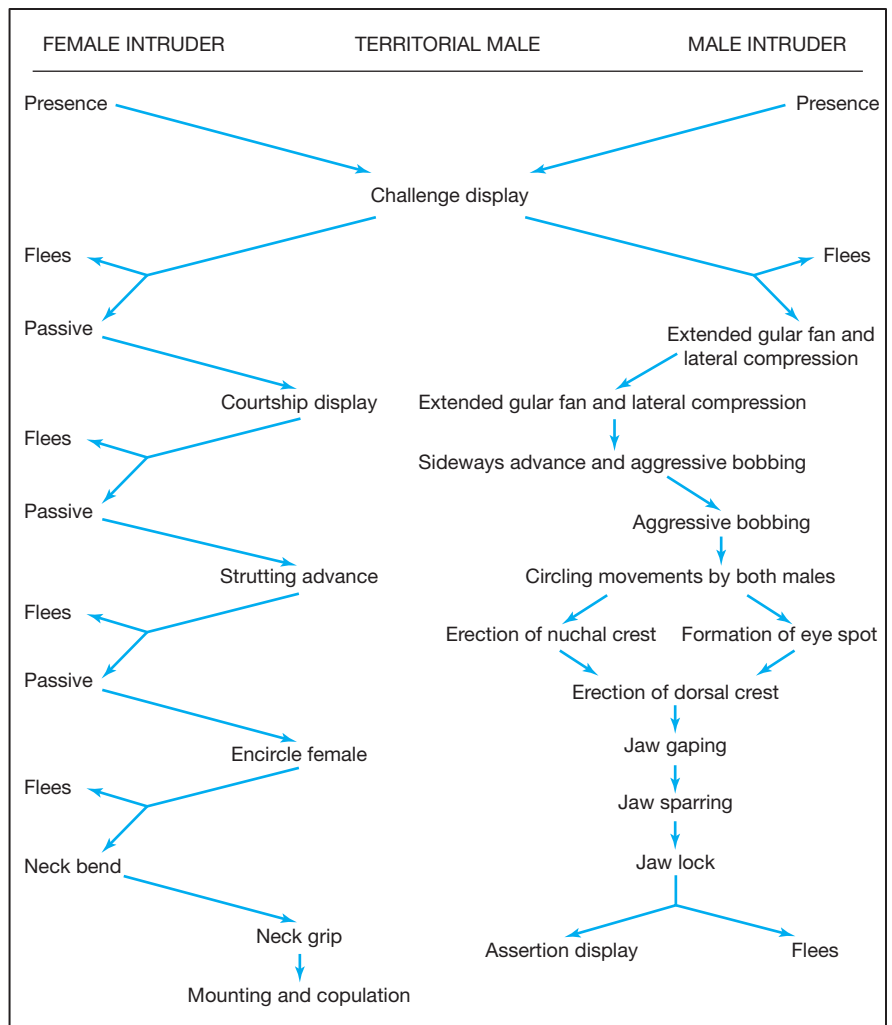 FEMALE INTRUDER TERRITORIAL MALE MALE INTRUDER
Presence Presence
Challenge display
Flees Flees
Passive Extended gular fan and
lateral compression
Courtship display Extended gular fan and lateral compression
Flees
Sideways advance and aggressive bobbing
Passive Aggressive bobbing
Strutting advance Circling movements by both males
Flees
Erection of nuchal crest Formation of eye spot
Passive Erection of dorsal crest
Encircle female Jaw gaping
Flees
Jaw sparring
Neck bend Jaw lock
Neck grip
Assertion display Flees
Mounting and copulation